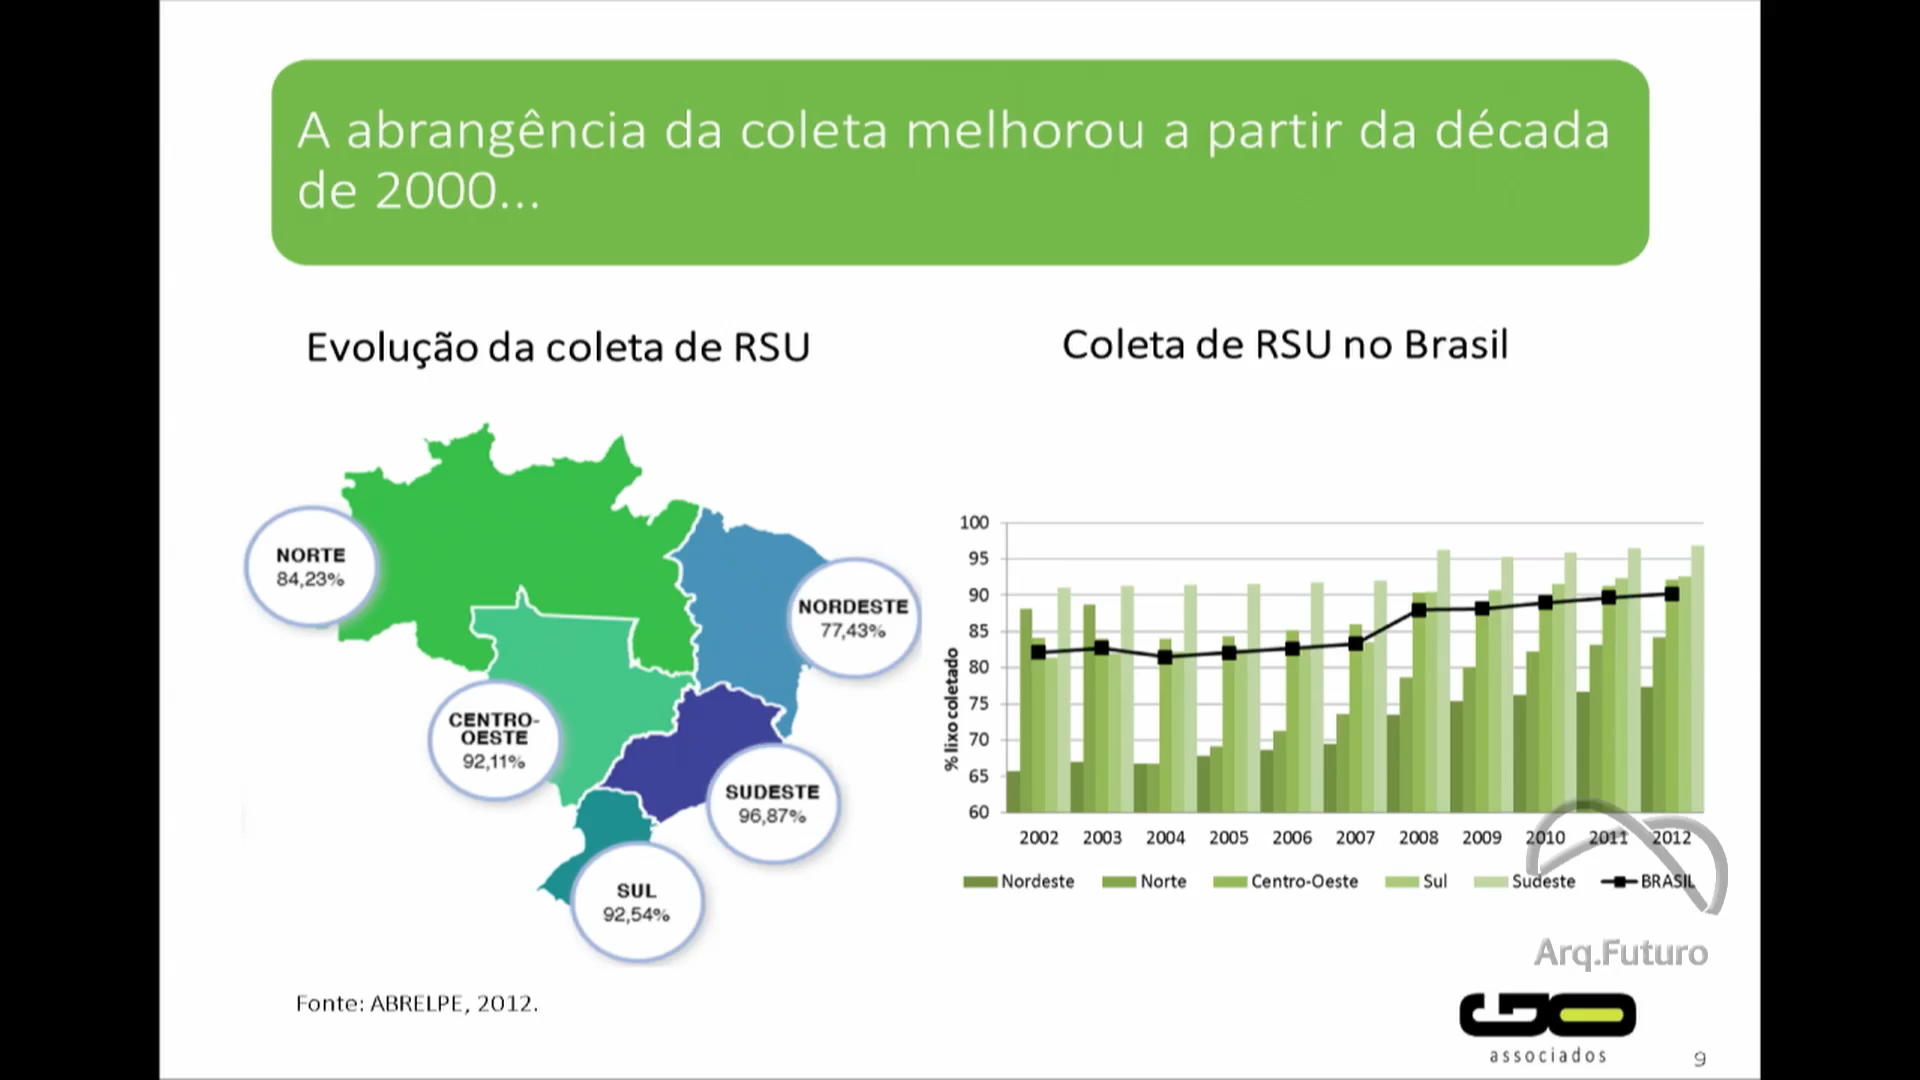 A abrangência da coleta melhorou a partir da década
de 2000...
Evolução da coleta de RSU
NORTE
84,23%
NORDESTE
77,43%
CENTRO-
OESTE
92,11%
SUDESTE
96,87%
SUL
92,54%
Coleta de RSU no Brasil
% lixo coletado
100
95
90
85
80
75
70
65
60
2002 2003 2004 2005 2006 2007 2008 2009 2010 2011 2012
Nordeste Norte Centro-Oeste Sul Sudeste BRASIL
Arq.Futuro
Fonte: ABRELPE, 2012.
GO
associados
9